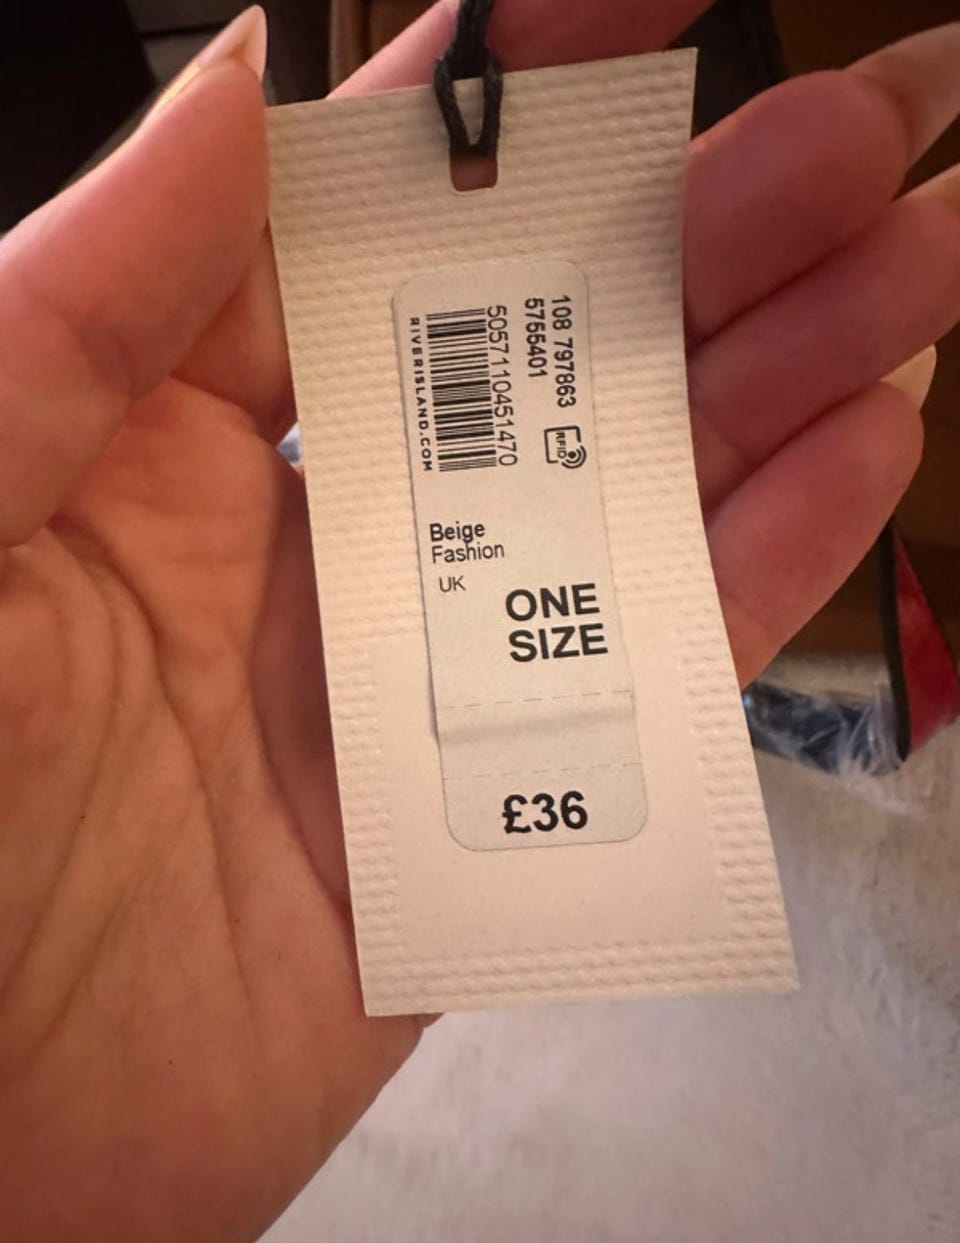 108 797863
5755401
RFID
5057110451470
RIVERISLAND.COM
Beige
Fashion
UK
ONE
SIZE
£36